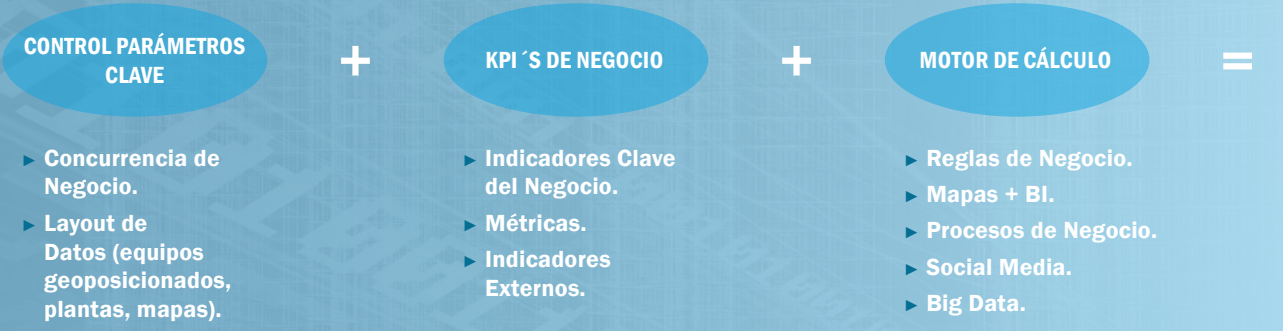 CONTROL PARÁMETROS
CLAVE
+
KPI ´S DE NEGOCIO
+
MOTOR DE CÁLCULO
=
► Concurrencia de
Negocio.
► Layout de
Datos (equipos
geoposicionados,
plantas, mapas).
► Indicadores Clave
del Negocio.
► Métricas.
► Indicadores
Externos.
► Reglas de Negocio.
► Mapas + BI.
► Procesos de Negocio.
► Social Media.
► Big Data.